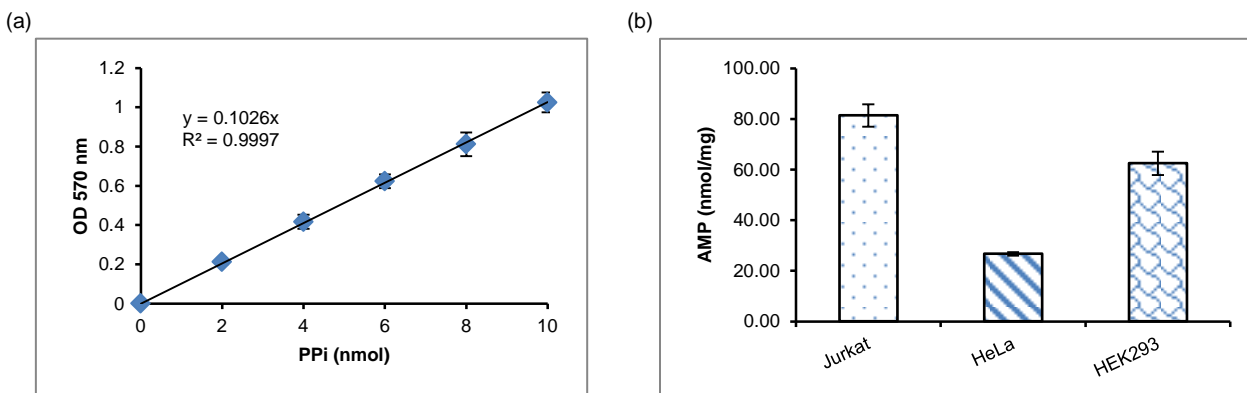 (a)
1.2
1
0.8
0.6
0.4
0.2
0
y = 0.1026x
R² = 0.9997
OD 570 nm
0 2 4 6 8 10
PPi (nmol)
(b)
100.00
80.00
60.00
40.00
20.00
0.00
AMP (nmol/mg)
Jurkat HeLa HEK293